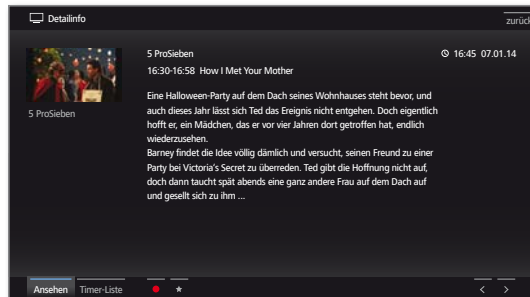 Detailinfo
zurück
5 ProSieben
16:45 07.01.14
16:30-16:58 How I Met Your Mother
5 ProSieben
Eine Halloween-Party auf dem Dach seines Wohnhauses steht bevor, und
auch dieses Jahr lässt sich Ted das Ereignis nicht entgehen. Doch eigentlich
hofft er, ein Mädchen, das er vor vier Jahren dort getroffen hat, endlich
wiederzusehen.
Barney findet die Idee völlig dämlich und versucht, seinen Freund zu einer
Party bei Victoria's Secret zu überreden. Ted gibt die Hoffnung nicht auf,
doch dann taucht spät abends eine ganz andere Frau auf dem Dach auf
und gesellt sich zu ihm ...
Ansehen Timer-Liste